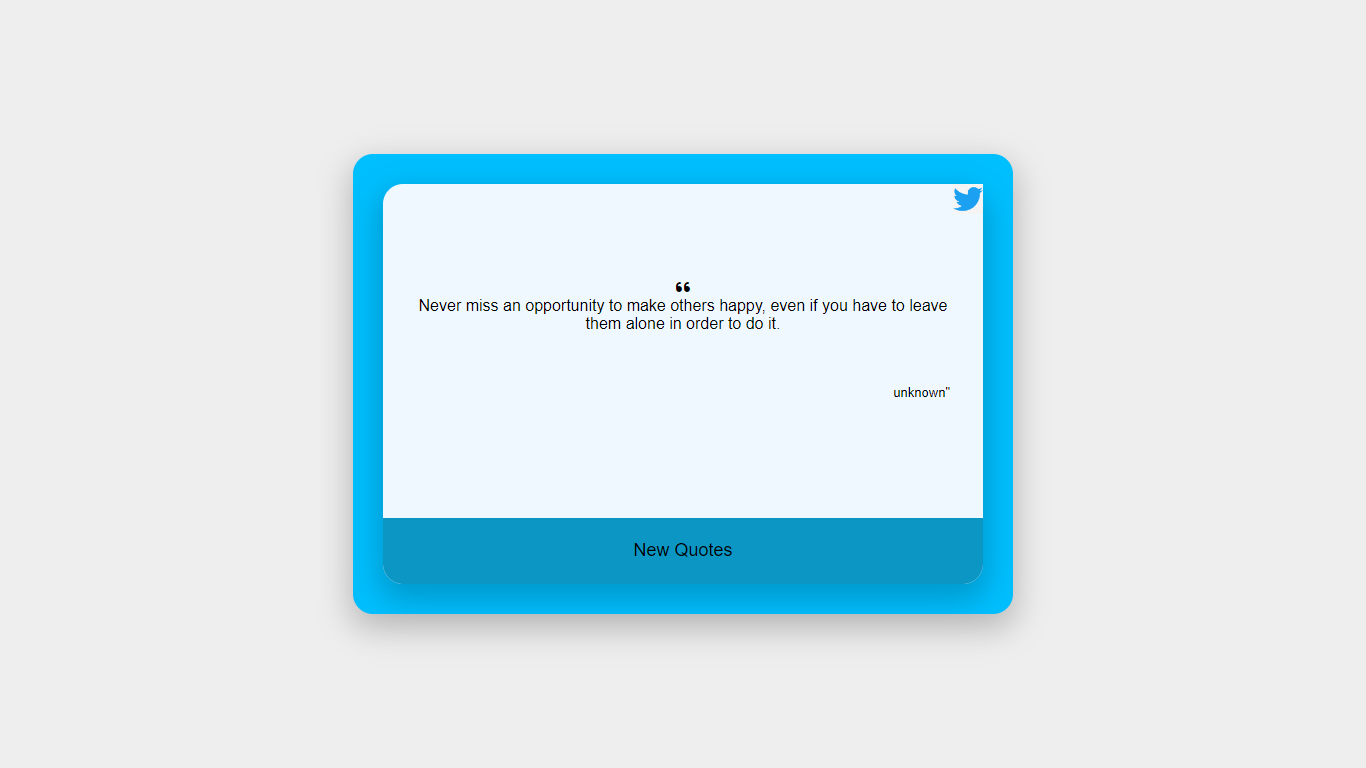 “
Never miss an opportunity to make others happy, even if you have to leave
them alone in order to do it.
unknown"
New Quotes